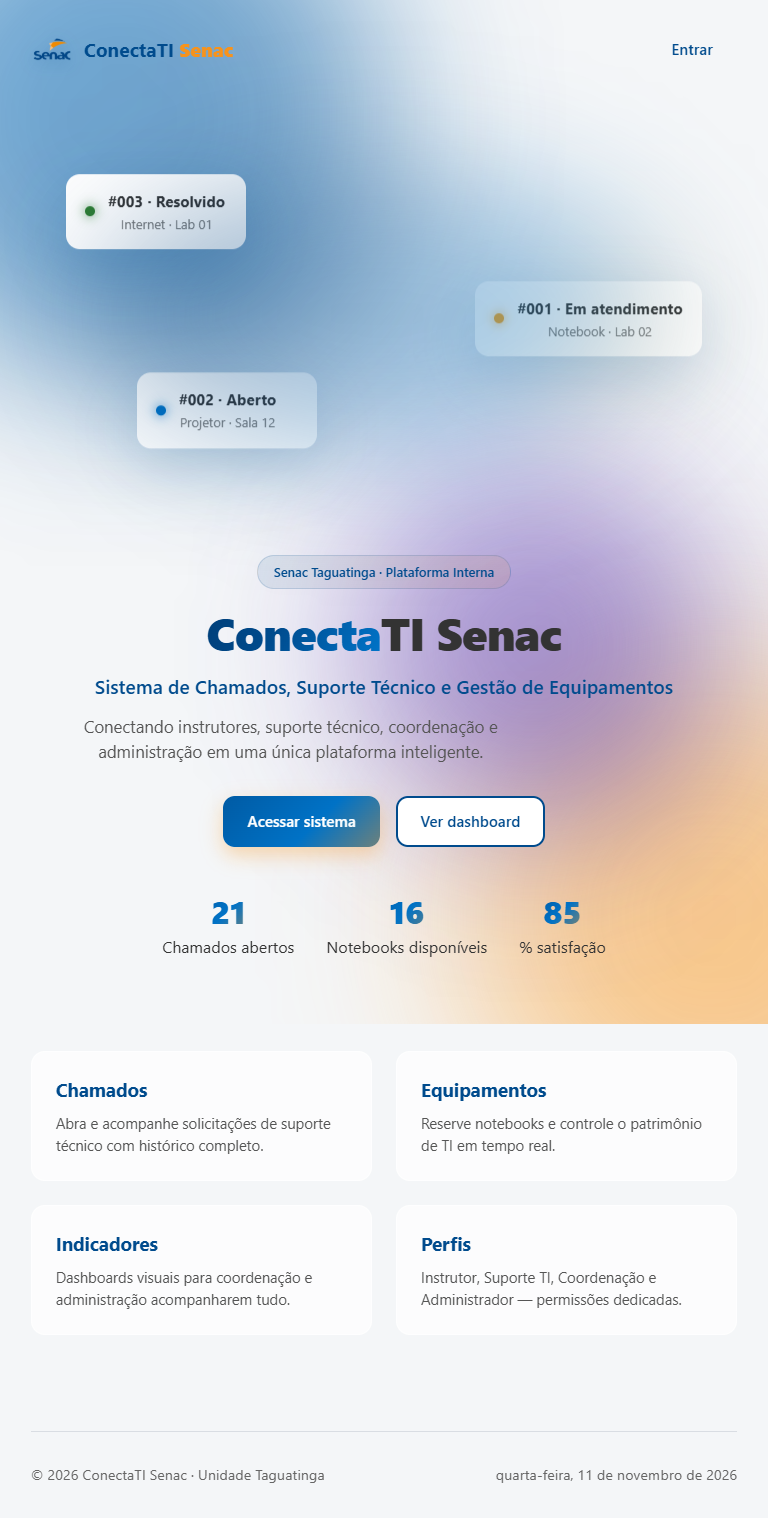 senac
ConectaTI Senac
Entrar
#003 · Resolvido
Internet · Lab 01
#001 · Em atendimento
Notebook · Lab 02
#002 · Aberto
Projetor · Sala 12
Senac Taguatinga · Plataforma Interna
ConectaTI Senac
Sistema de Chamados, Suporte Técnico e Gestão de Equipamentos
Conectando instrutores, suporte técnico, coordenação e
administração em uma única plataforma inteligente.
Acessar sistema
Ver dashboard
21
Chamados abertos
16
Notebooks disponíveis
85
% satisfação
Chamados
Abra e acompanhe solicitações de suporte
técnico com histórico completo.
Equipamentos
Reserve notebooks e controle o patrimônio
de TI em tempo real.
Indicadores
Dashboards visuais para coordenação e
administração acompanharem tudo.
Perfis
Instrutor, Suporte TI, Coordenação e
Administrador — permissões dedicadas.
© 2026 ConectaTI Senac · Unidade Taguatinga
quarta-feira, 11 de novembro de 2026